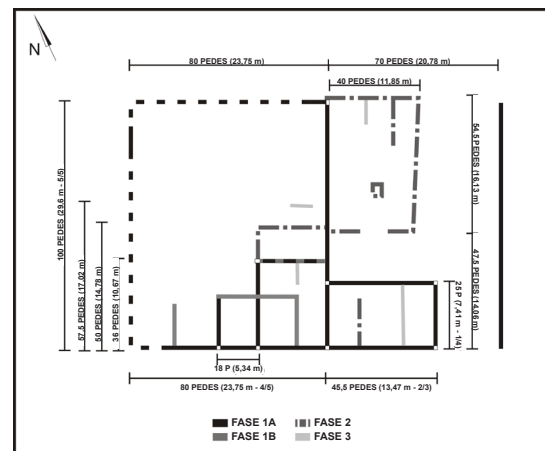 N
80 PEDES (23,75 m)
70 PEDES (20,78 m)
40 PEDES (11,85 m)
100 PEDES (29,6 m - 5/5)
57,5 PEDES (17,02 m)
50 PEDES (14,78 m)
36 PEDES (10,67 m)
54,5 PEDES (16,13 m)
47,5 PEDES (14,06 m)
25 P (7,41 m - 1/4)
18 P (5,34 m)
80 PEDES (23,75 m - 4/5)
45,5 PEDES (13,47 m - 2/3)
FASE 1A
FASE 2
FASE 1B
FASE 3